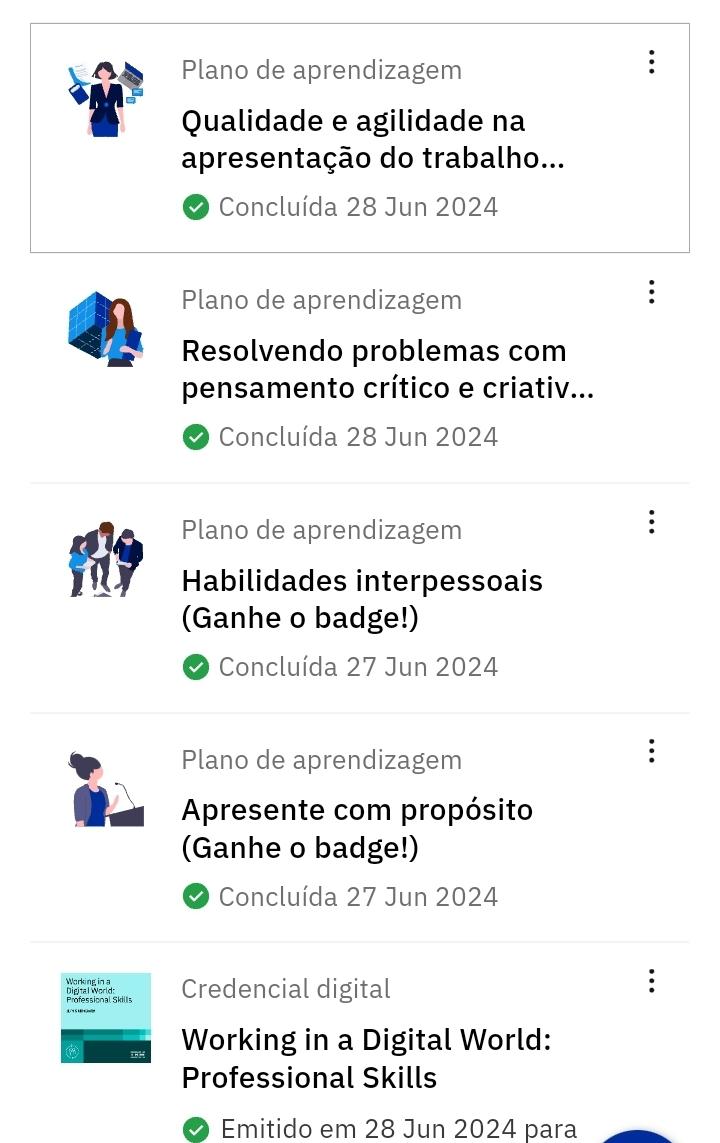 Plano de aprendizagem
Qualidade e agilidade na
apresentação do trabalho...
Concluída 28 Jun 2024
Plano de aprendizagem
Resolvendo problemas com
pensamento crítico e criativ...
Concluída 28 Jun 2024
Plano de aprendizagem
Habilidades interpessoais
(Ganhe o badge!)
Concluída 27 Jun 2024
Plano de aprendizagem
Apresente com propósito
(Ganhe o badge!)
Concluída 27 Jun 2024
Working in a
Digital World:
Professional Skills
IBM
Credencial digital
Working in a Digital World:
Professional Skills
Emitido em 28 Jun 2024 para